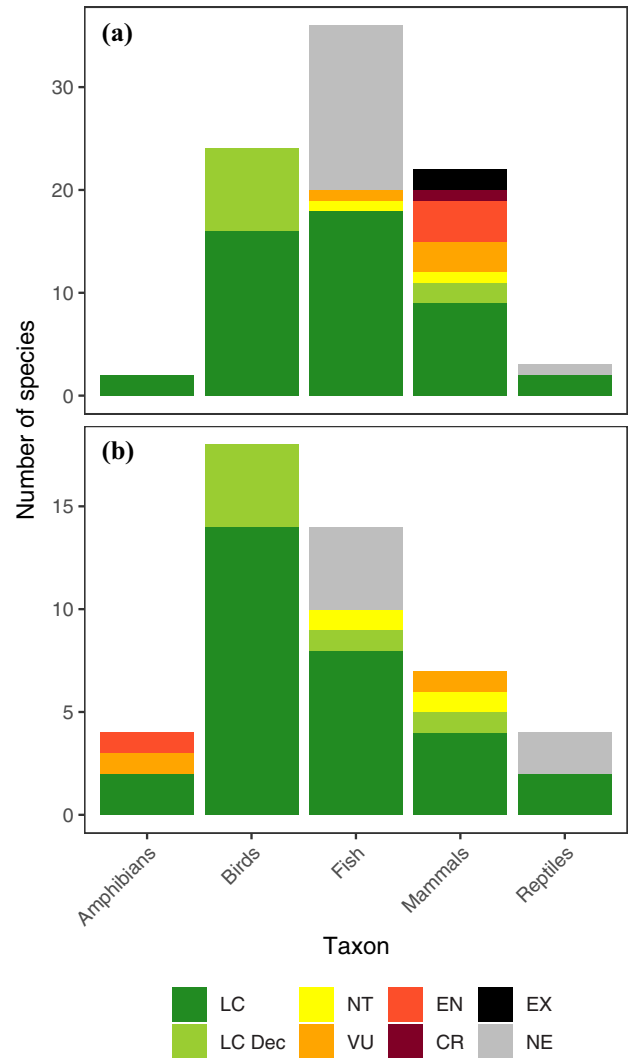 (a)
30
20
10
0
Number of species
(b)
15
10
5
0
Amphibians
Birds
Fish
Mammals
Reptiles
Taxon
LC NT EN EX
LC Dec VU CR NE